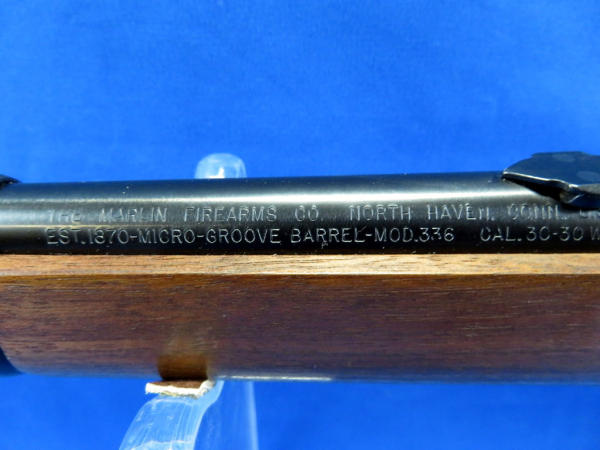 THE MARLIN FIREARMS CO. NORTH HAVEN, CONN.
EST.1870-MICRO-GROOVE BARREL-MOD.336 CAL. 30-30 W